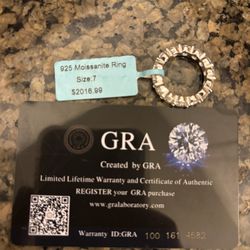 925 Moissanite Ring
Size:7
$2016.99
GRA
Created by GRA
Limited Lifetime Warranty and Certificate of Authentic
REGISTER your GRA purchase
www.gralaboratory.com
Warranty ID:GRA 100 161 4682